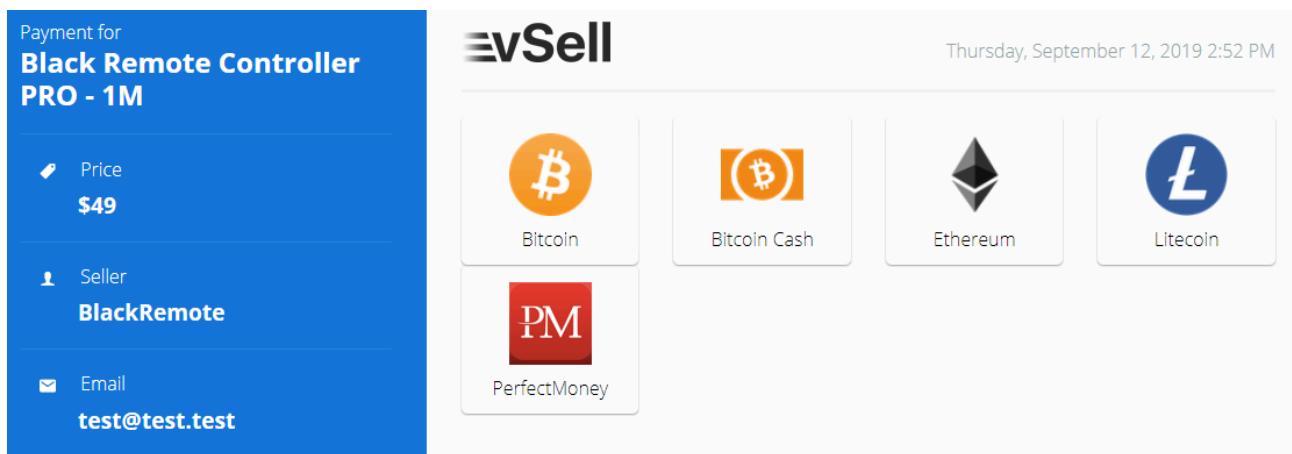 Payment for
Black Remote Controller
PRO - 1M
Price
$49
Seller
BlackRemote
Email
test@test.test
vSell
Thursday, September 12, 2019 2:52 PM
Bitcoin
Bitcoin Cash
Ethereum
Litecoin
PM
PerfectMoney